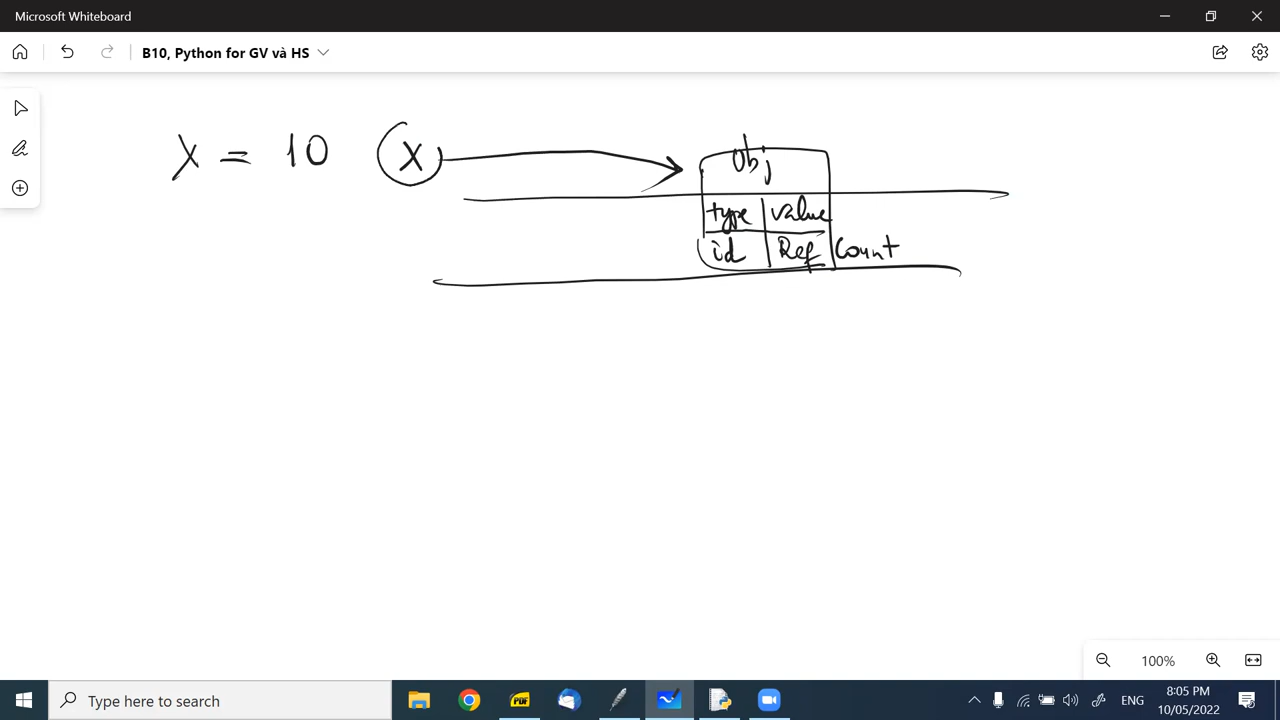 Microsoft Whiteboard
B10, Python for GV và HS
X = 10 X obj
type value
id Ref Count
100%
Type here to search
PDF
ENG
8:05 PM
10/05/2022